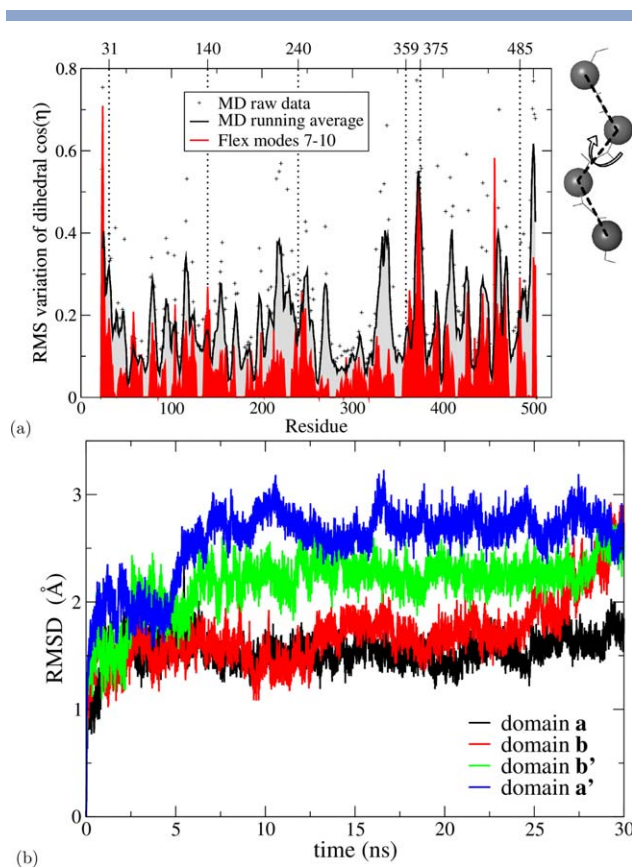 31 140 240 359 375 485
0.8
MD raw data
MD running average
Flex modes 7-10
0.6
0.4
0.2
0
RMS variation of dihedral cos(η)
0 100 200 300 400 500
Residue
(a)
3
2
1
0
RMSD (Å)
domain a
domain b
domain b’
domain a’
0 5 10 15 20 25 30
time (ns)
(b)